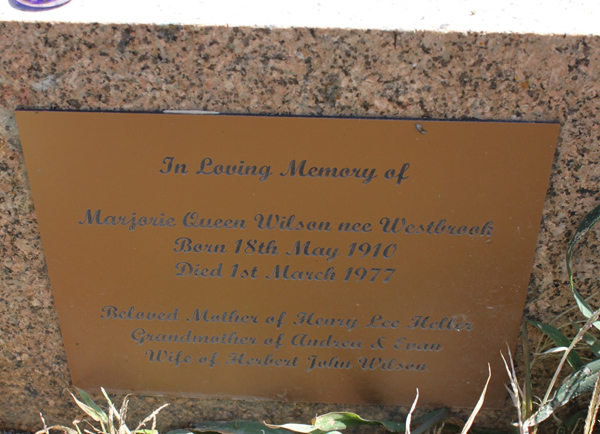 In Loving Memory of
Marjorie Queen Wilson nee Westbrook
Born 18th May 1910
Died 1st March 1977
Beloved Mother of Henry Lee Heller
Grandmother of Andrea & Evan
Wife of Herbert John Wilson